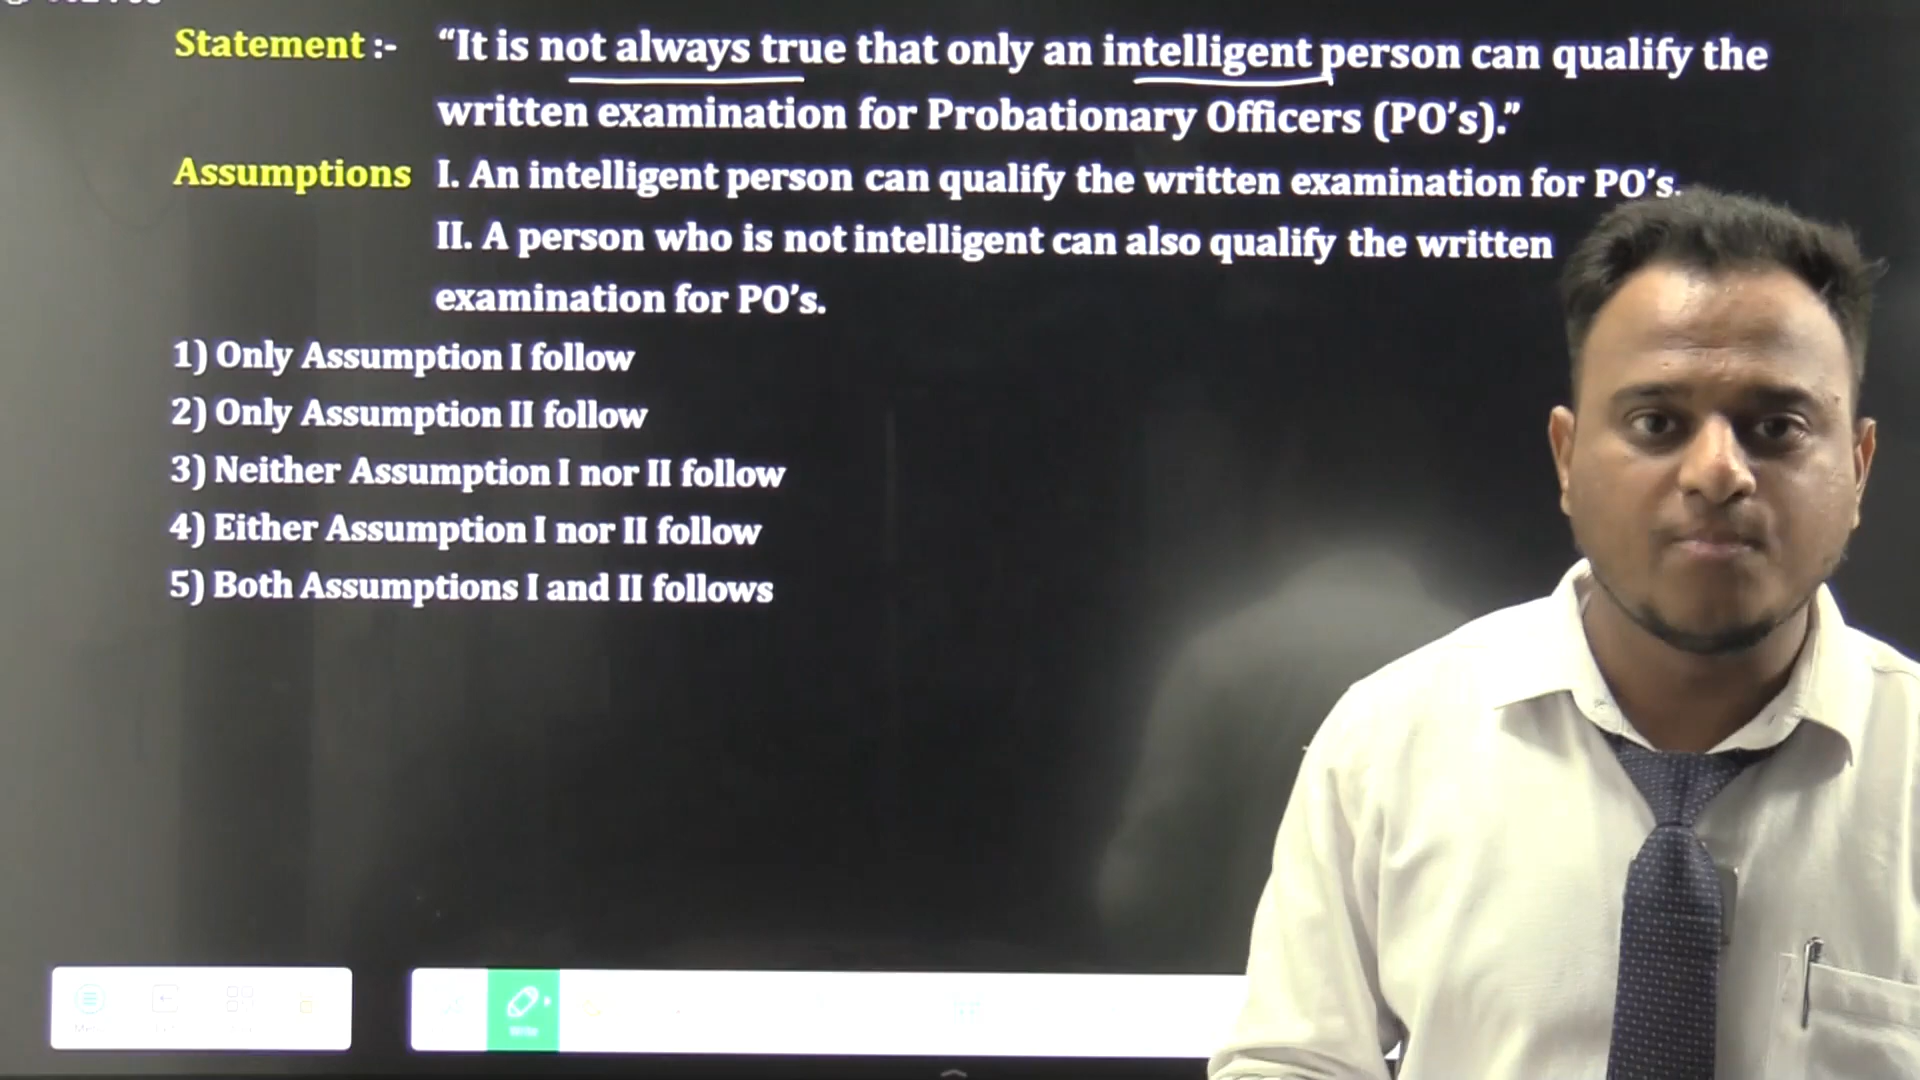 Statement :- “It is not always true that only an intelligent person can qualify the
written examination for Probationary Officers (PO’s).”
Assumptions I. An intelligent person can qualify the written examination for PO’s.
II. A person who is not intelligent can also qualify the written
examination for PO’s.
1) Only Assumption I follow
2) Only Assumption II follow
3) Neither Assumption I nor II follow
4) Either Assumption I nor II follow
5) Both Assumptions I and II follows
Write